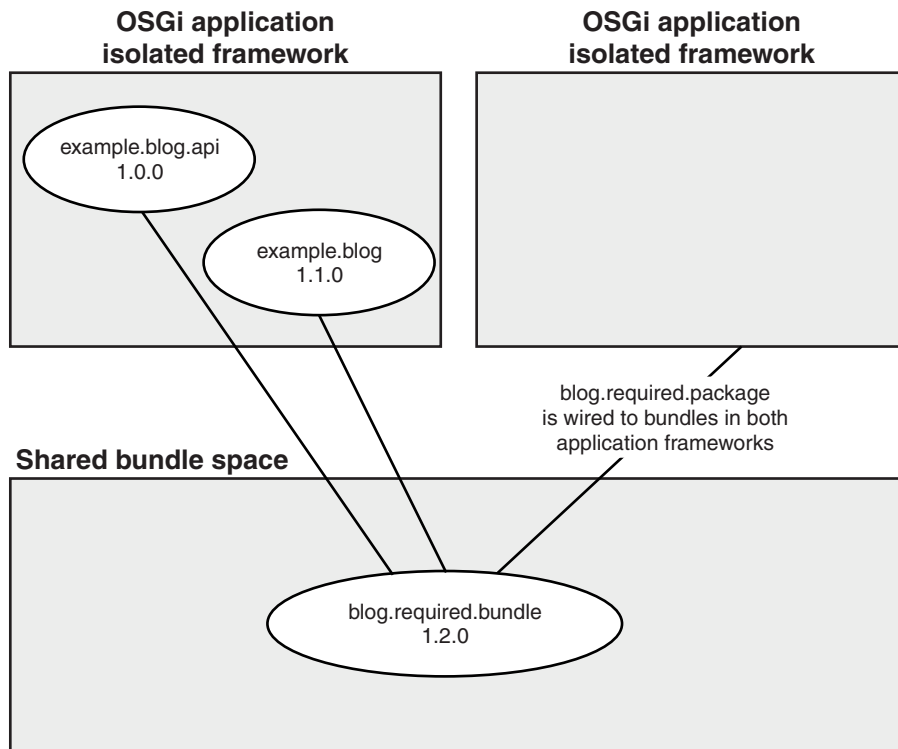 OSGi application
isolated framework
OSGi application
isolated framework
example.blog.api
1.0.0
example.blog
1.1.0
blog.required.package
is wired to bundles in both
application frameworks
Shared bundle space
blog.required.bundle
1.2.0